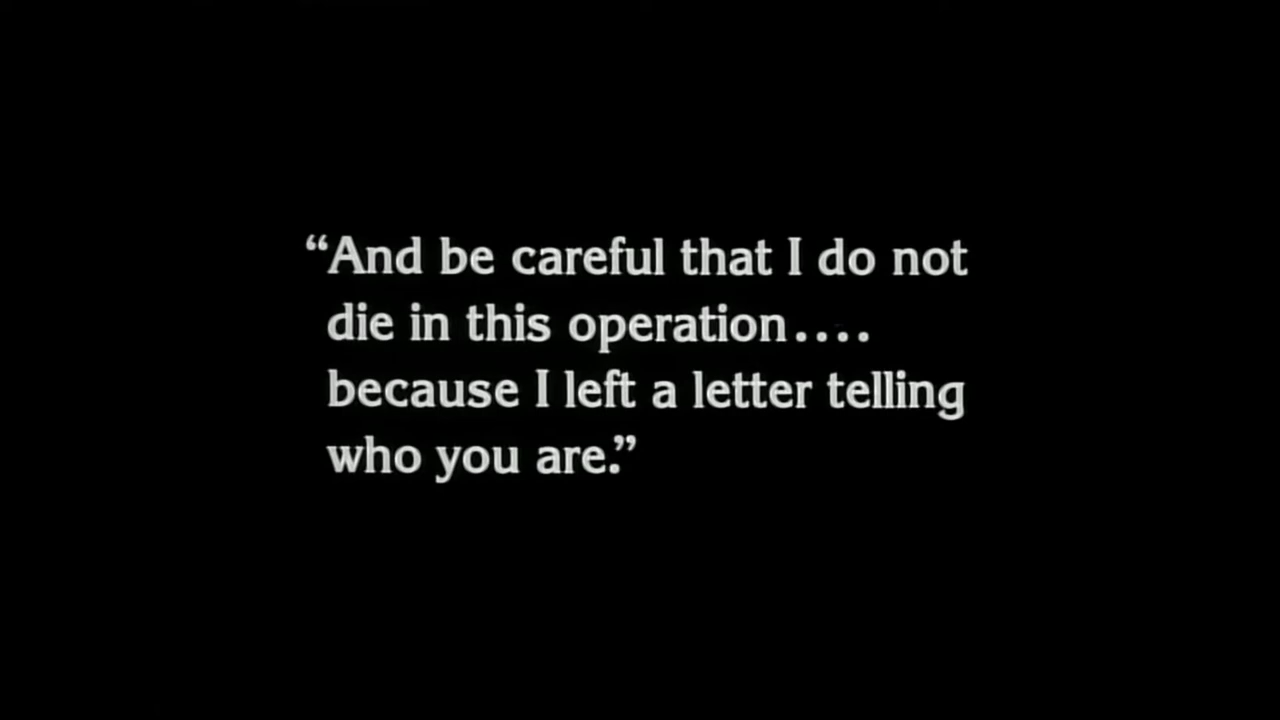 “And be careful that I do not
die in this operation....
because I left a letter telling
who you are.”